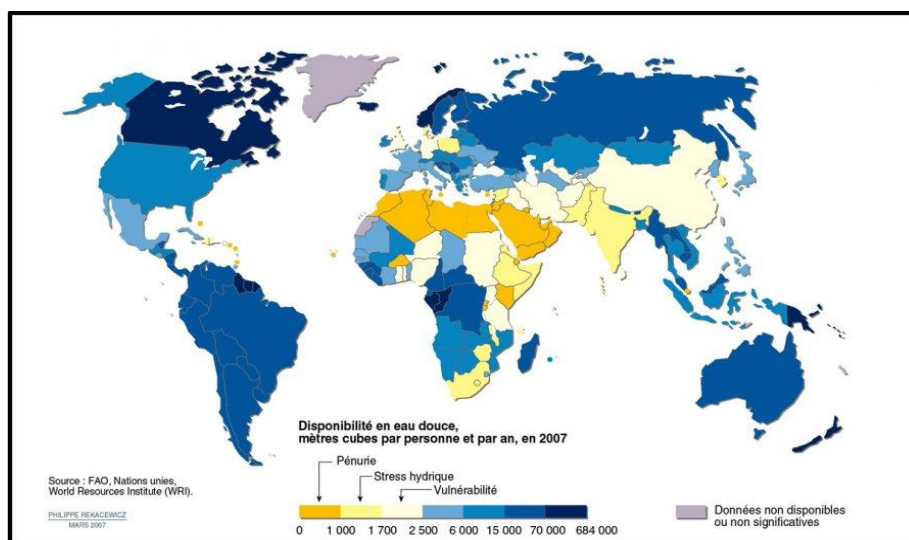 Disponibilité en eau douce,
mètres cubes par personne et par an, en 2007
Pénurie
Stress hydrique
Vulnérabilité
0 1 000 1 700 2 500 6 000 15 000 70 000 684 000
Données non disponibles
ou non significatives
Source : FAO, Nations unies,
World Resources Institute (WRI).
PHILIPPE REKACEWICZ
MARS 2007